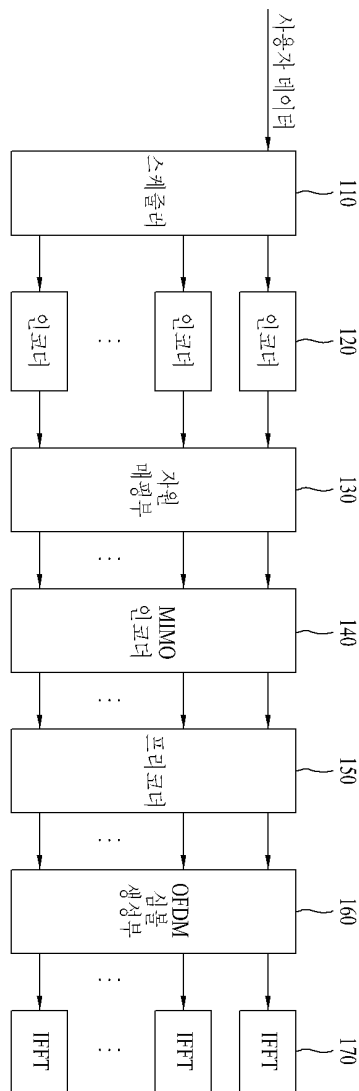 사용자 데이터
스케줄러
110
인코더
인코더
...
인코더
120
자원
매핑부
130
...
MIMO
인코더
140
...
프리코더
150
...
OFDM
심볼
생성부
160
...
IFFT
IFFT
...
IFFT
170